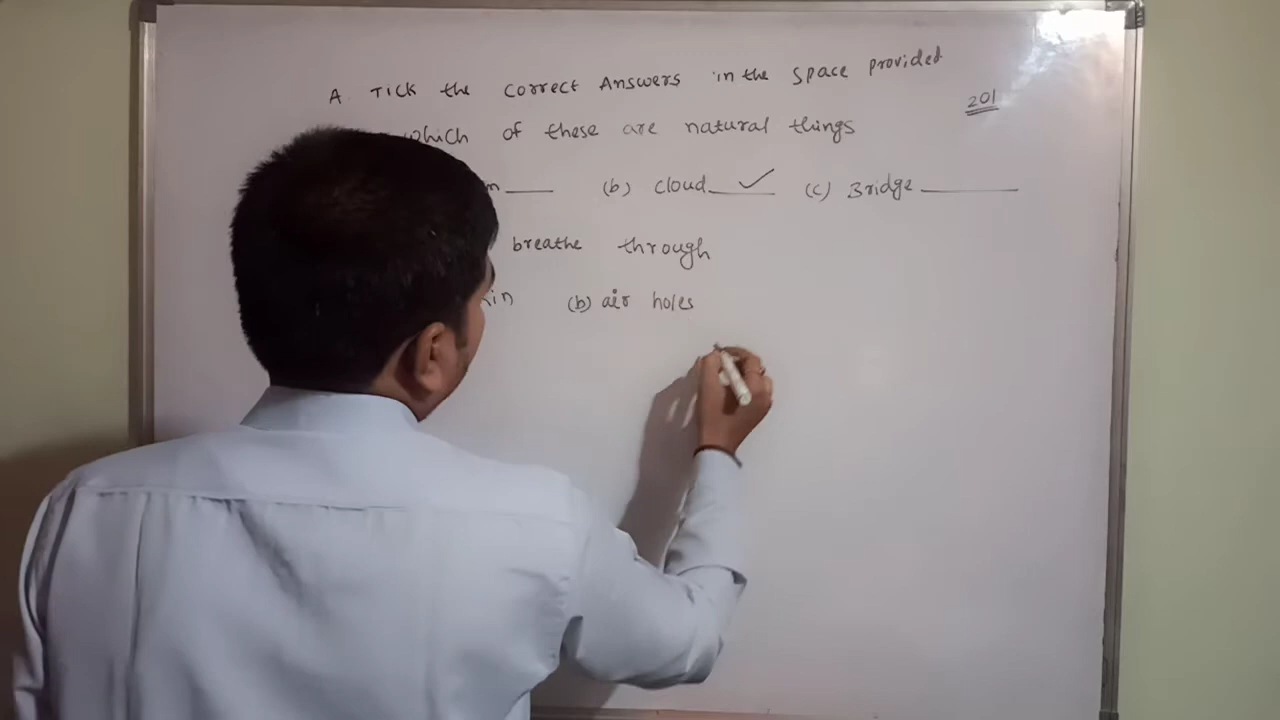 A. Tick the correct Answers in the space provided
201
which of these are natural things
(b) cloud ✓ (c) Bridge
breathe through
(b) air holes